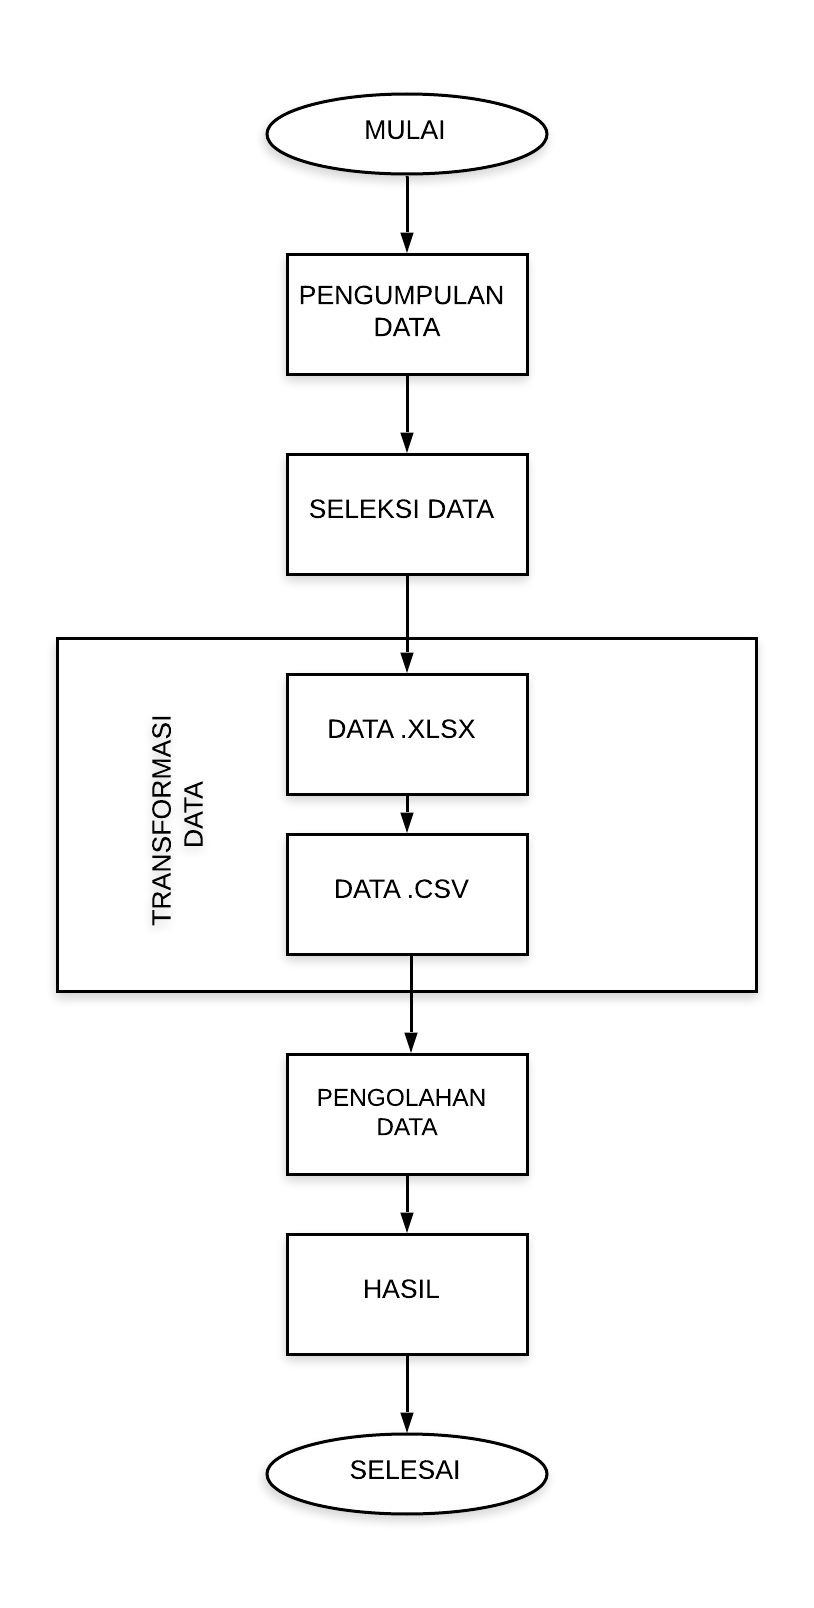 MULAI
PENGUMPULAN
DATA
SELEKSI DATA
TRANSFORMASI
DATA
DATA .XLSX
DATA .CSV
PENGOLAHAN
DATA
HASIL
SELESAI